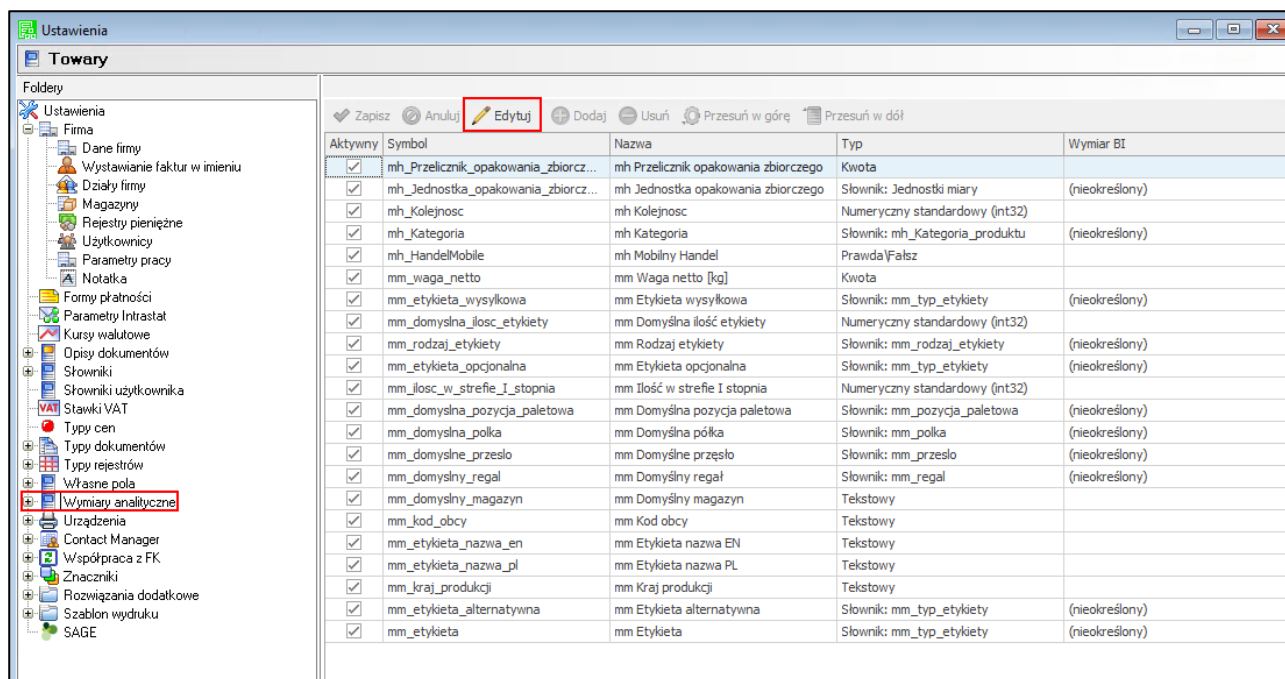 Ustawienia
Towary
Foldery
Ustawienia
Firma
Dane firmy
Wystawianie faktur w imieniu
Działy firmy
Magazyny
Rejestry pieniężne
Użytkownicy
Parametry pracy
Notatka
Formy płatności
Parametry Intrastat
Kursy walutowe
Opisy dokumentów
Słowniki
Słowniki użytkownika
VAT Stawki VAT
Typy cen
Typy dokumentów
Typy rejestrów
Własne pola
Wymiary analityczne
Urządzenia
Contact Manager
Współpraca z FK
Znaczniki
Rozwiązania dodatkowe
Szablon wydruku
SAGE
Zapisz Anuluj Edytuj Dodaj Usuń Przesuń w górę Przesuń w dół
Aktywny Symbol Nazwa Typ Wymiar BI
mh_Przelicznik_opakowania_zbiorcz... mh Przelicznik opakowania zbiorczego Kwota
mh_Jednostka_opakowania_zbiorcz... mh Jednostka opakowania zbiorczego Słownik: Jednostki miary (nieokreślony)
mh_Kolejnosc mh Kolejnosc Numeryczny standardowy (int32)
mh_Kategoria mh Kategoria Słownik: mh_Kategoria_produktu (nieokreślony)
mh_HandelMobile mh Mobilny Handel Prawda\Fałsz
mm_waga_netto mm Waga netto [kg] Kwota
mm_etykieta_wysylkowa mm Etykieta wysyłkowa Słownik: mm_typ_etykiety (nieokreślony)
mm_domyslna_ilosc_etykiety mm Domyślna ilość etykiety Numeryczny standardowy (int32)
mm_rodzaj_etykiety mm Rodzaj etykiety Słownik: mm_rodzaj_etykiety (nieokreślony)
mm_etykieta_opcjonalna mm Etykieta opcjonalna Słownik: mm_typ_etykiety (nieokreślony)
mm_ilosc_w_strefie_I_stopnia mm Ilość w strefie I stopnia Numeryczny standardowy (int32)
mm_domyslna_pozycja_paletowa mm Domyślna pozycja paletowa Słownik: mm_pozycja_paletowa (nieokreślony)
mm_domyslna_polka mm Domyślna półka Słownik: mm_polka (nieokreślony)
mm_domyslne_przeslo mm Domyślne przęsło Słownik: mm_przeslo (nieokreślony)
mm_domyslny_regal mm Domyślny regał Słownik: mm_regal (nieokreślony)
mm_domyslny_magazyn mm Domyślny magazyn Tekstowy
mm_kod_obcy mm Kod obcy Tekstowy
mm_etykieta_nazwa_en mm Etykieta nazwa EN Tekstowy
mm_etykieta_nazwa_pl mm Etykieta nazwa PL Tekstowy
mm_kraj_produkcji mm Kraj produkcji Tekstowy
mm_etykieta_alternatywna mm Etykieta alternatywna Słownik: mm_typ_etykiety (nieokreślony)
mm_etykieta mm Etykieta Słownik: mm_typ_etykiety (nieokreślony)